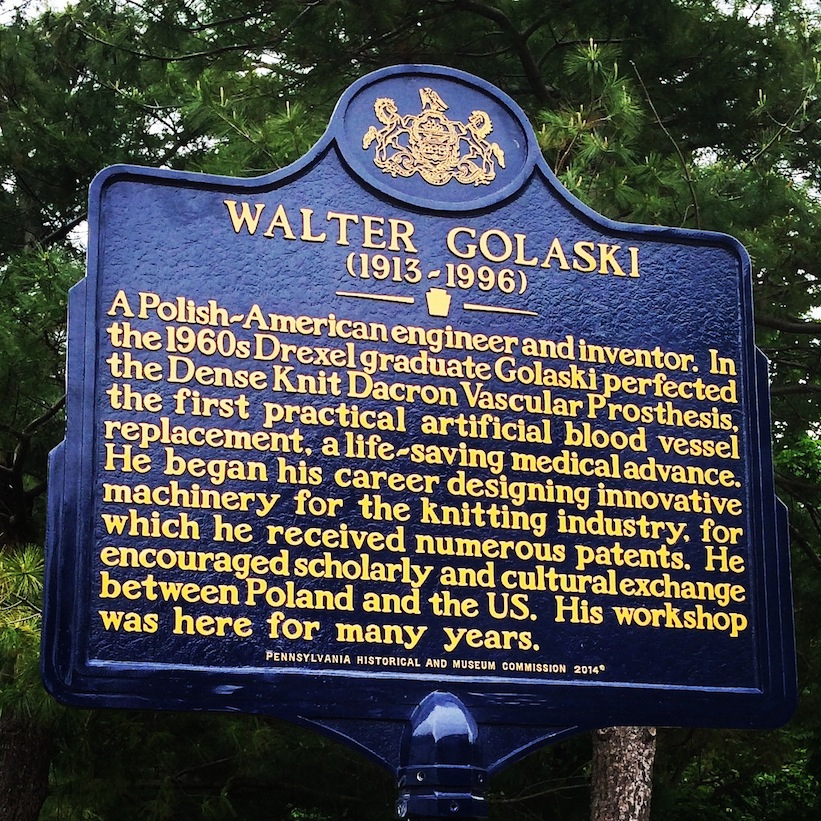 WALTER GOLASKI
(1913-1996)
A Polish-American engineer and inventor. In
the 1960s Drexel graduate Golaski perfected
the Dense Knit Dacron Vascular Prosthesis,
the first practical artificial blood vessel
replacement, a life-saving medical advance.
He began his career designing innovative
machinery for the knitting industry, for
which he received numerous patents. He
encouraged scholarly and cultural exchange
between Poland and the US. His workshop
was here for many years.
PENNSYLVANIA HISTORICAL AND MUSEUM COMMISSION 2014©